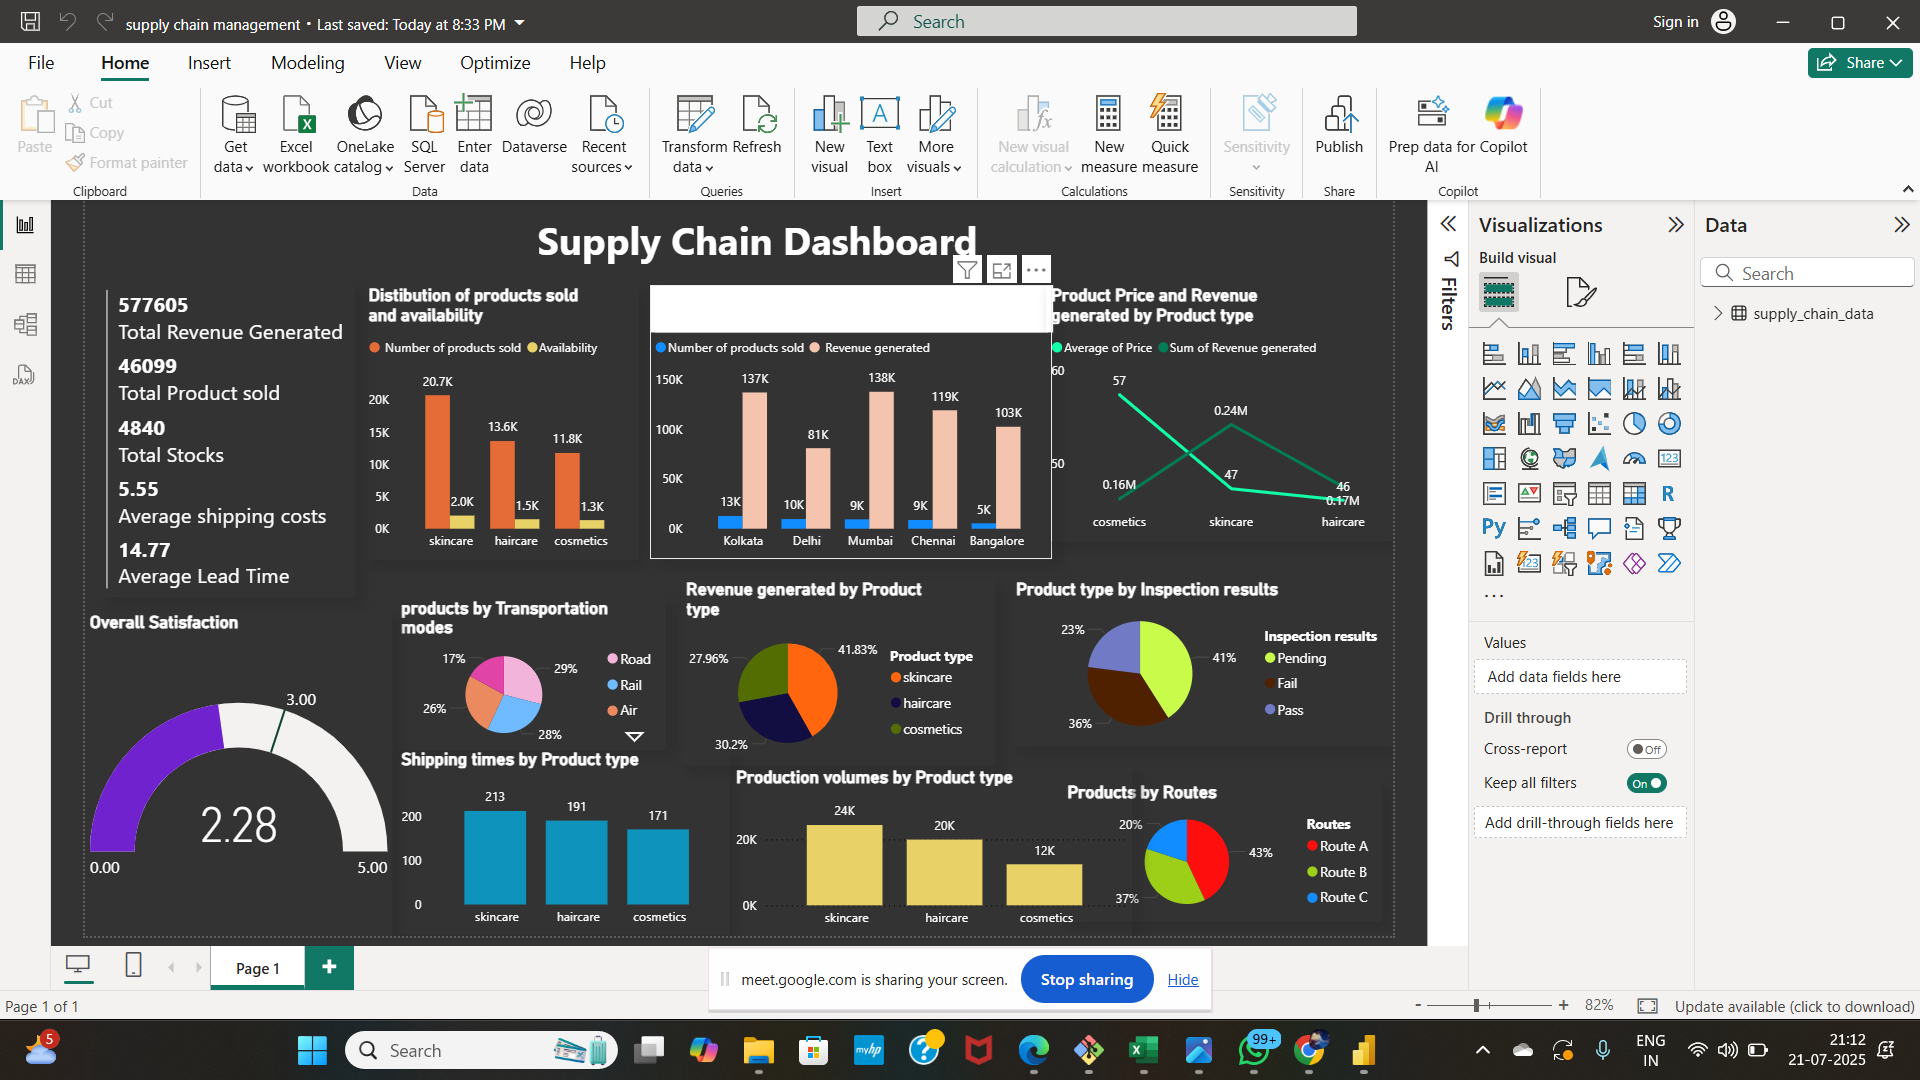 supply chain management • Last saved: Today at 8:33 PM
Search
Sign in
File
Home
Insert
Modeling
View
Optimize
Help
Share
Paste
Cut
Copy
Format painter
Clipboard
Get data
Excel workbook
OneLake catalog
SQL Server
Enter data
Dataverse
Recent sources
Data
Transform data
Refresh
Queries
New visual
Text box
More visuals
Insert
New visual calculation
New measure
Quick measure
Calculations
Sensitivity
Sensitivity
Publish
Share
Prep data for AI
Copilot
Copilot
DAX
Supply Chain Dashboard
577605
Total Revenue Generated
46099
Total Product sold
4840
Total Stocks
5.55
Average shipping costs
14.77
Average Lead Time
Distibution of products sold
and availability
Number of products sold
Availability
20K
15K
10K
5K
0K
20.7K
2.0K
13.6K
1.5K
11.8K
1.3K
skincare
haircare
cosmetics
Number of products sold
Revenue generated
150K
100K
50K
0K
13K
137K
10K
81K
9K
138K
9K
119K
5K
103K
Kolkata
Delhi
Mumbai
Chennai
Bangalore
Product Price and Revenue
generated by Product type
Average of Price
Sum of Revenue generated
60
50
57
0.24M
0.16M
47
46
0.17M
cosmetics
skincare
haircare
Overall Satisfaction
3.00
2.28
0.00
5.00
products by Transportation
modes
17%
29%
26%
28%
Road
Rail
Air
Revenue generated by Product
type
27.96%
41.83%
30.2%
Product type
skincare
haircare
cosmetics
Product type by Inspection results
23%
41%
36%
Inspection results
Pending
Fail
Pass
Shipping times by Product type
200
100
0
213
191
171
skincare
haircare
cosmetics
Production volumes by Product type
20K
0K
24K
20K
12K
skincare
haircare
cosmetics
Products by Routes
20%
43%
37%
Routes
Route A
Route B
Route C
Filters
Visualizations
Build visual
123
R
Py
123
...
Values
Add data fields here
Drill through
Cross-report
Off
Keep all filters
On
Add drill-through fields here
Data
Search
supply_chain_data
Page 1
+
meet.google.com is sharing your screen.
Stop sharing
Hide
Page 1 of 1
-
+
82%
Update available (click to download)
5
Search
myhp
99+
ENG
IN
21:12
21-07-2025